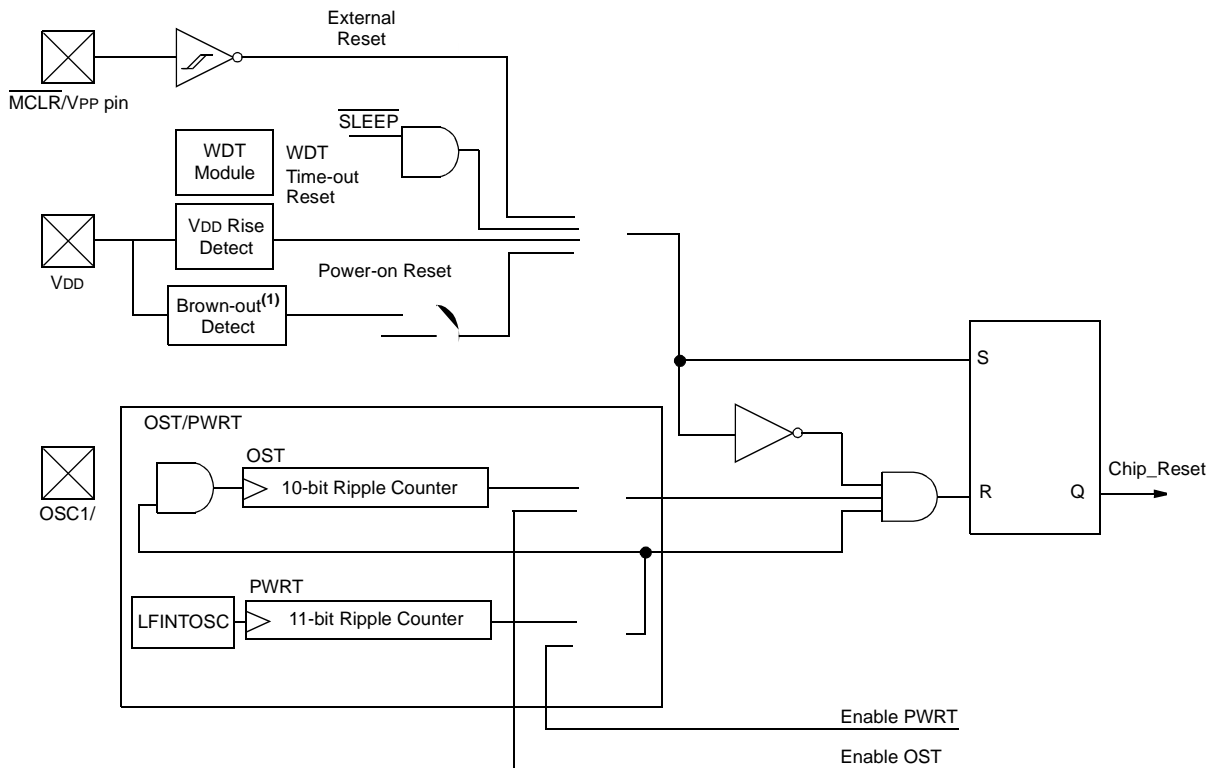 External
Reset
MCLR/VPP pin
SLEEP
WDT
Module
WDT
Time-out
Reset
VDD Rise
Detect
VDD
Power-on Reset
Brown-out(1)
Detect
S
OST/PWRT
OST
10-bit Ripple Counter
OSC1/
Chip_Reset
R
Q
PWRT
LFINTOSC
11-bit Ripple Counter
Enable PWRT
Enable OST